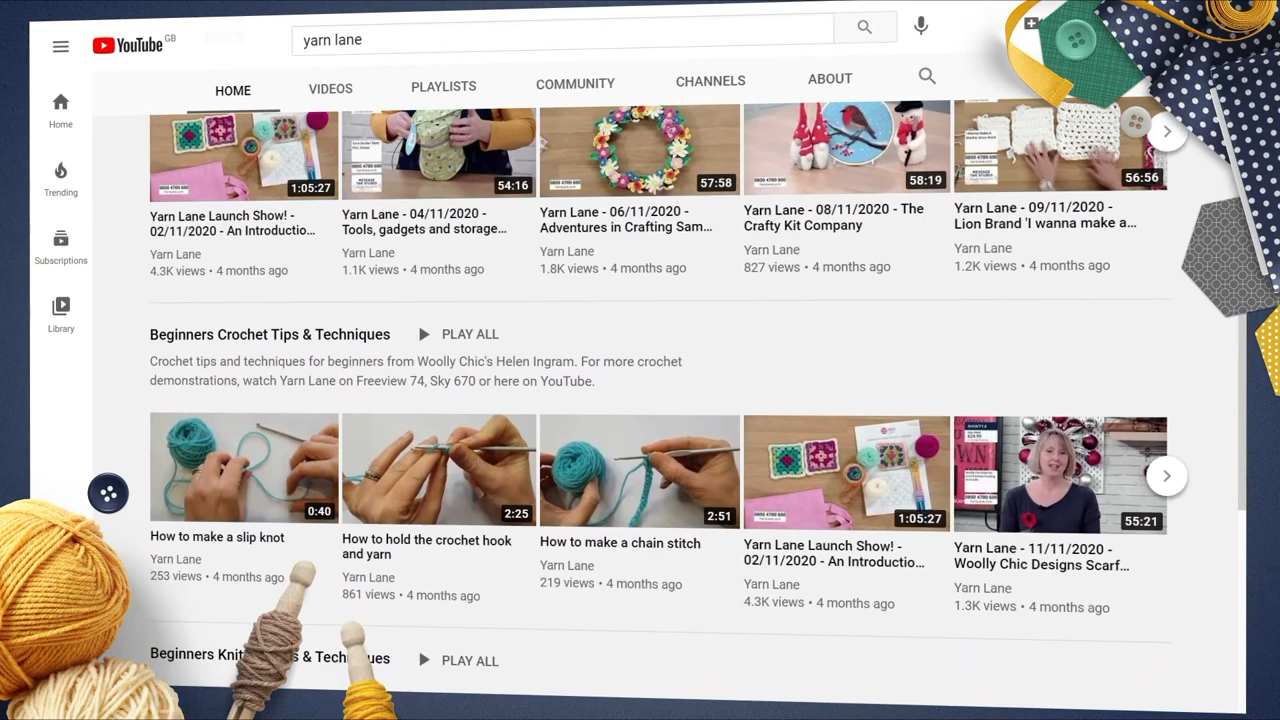 YouTube GB
yarn lane
HOME
VIDEOS
PLAYLISTS
COMMUNITY
CHANNELS
ABOUT
Home
Trending
Subscriptions
Library
1:05:27
54:16
57:58
58:19
56:56
Yarn Lane Launch Show! -
02/11/2020 - An Introductio...
Yarn Lane
4.3K views • 4 months ago
Yarn Lane - 04/11/2020 -
Tools, gadgets and storage...
Yarn Lane
1.1K views • 4 months ago
Yarn Lane - 06/11/2020 -
Adventures in Crafting Sam...
Yarn Lane
1.8K views • 4 months ago
Yarn Lane - 08/11/2020 - The
Crafty Kit Company
Yarn Lane
827 views • 4 months ago
Yarn Lane - 09/11/2020 -
Lion Brand 'I wanna make a...
Yarn Lane
1.2K views • 4 months ago
Beginners Crochet Tips & Techniques
PLAY ALL
Crochet tips and techniques for beginners from Woolly Chic's Helen Ingram. For more crochet
demonstrations, watch Yarn Lane on Freeview 74, Sky 670 or here on YouTube.
0:40
2:25
2:51
1:05:27
55:21
How to make a slip knot
Yarn Lane
253 views • 4 months ago
How to hold the crochet hook
and yarn
Yarn Lane
861 views • 4 months ago
How to make a chain stitch
Yarn Lane
219 views • 4 months ago
Yarn Lane Launch Show! -
02/11/2020 - An Introductio...
Yarn Lane
4.3K views • 4 months ago
Yarn Lane - 11/11/2020 -
Woolly Chic Designs Scarf...
Yarn Lane
1.3K views • 4 months ago
Beginners Knit s & Techniques
PLAY ALL